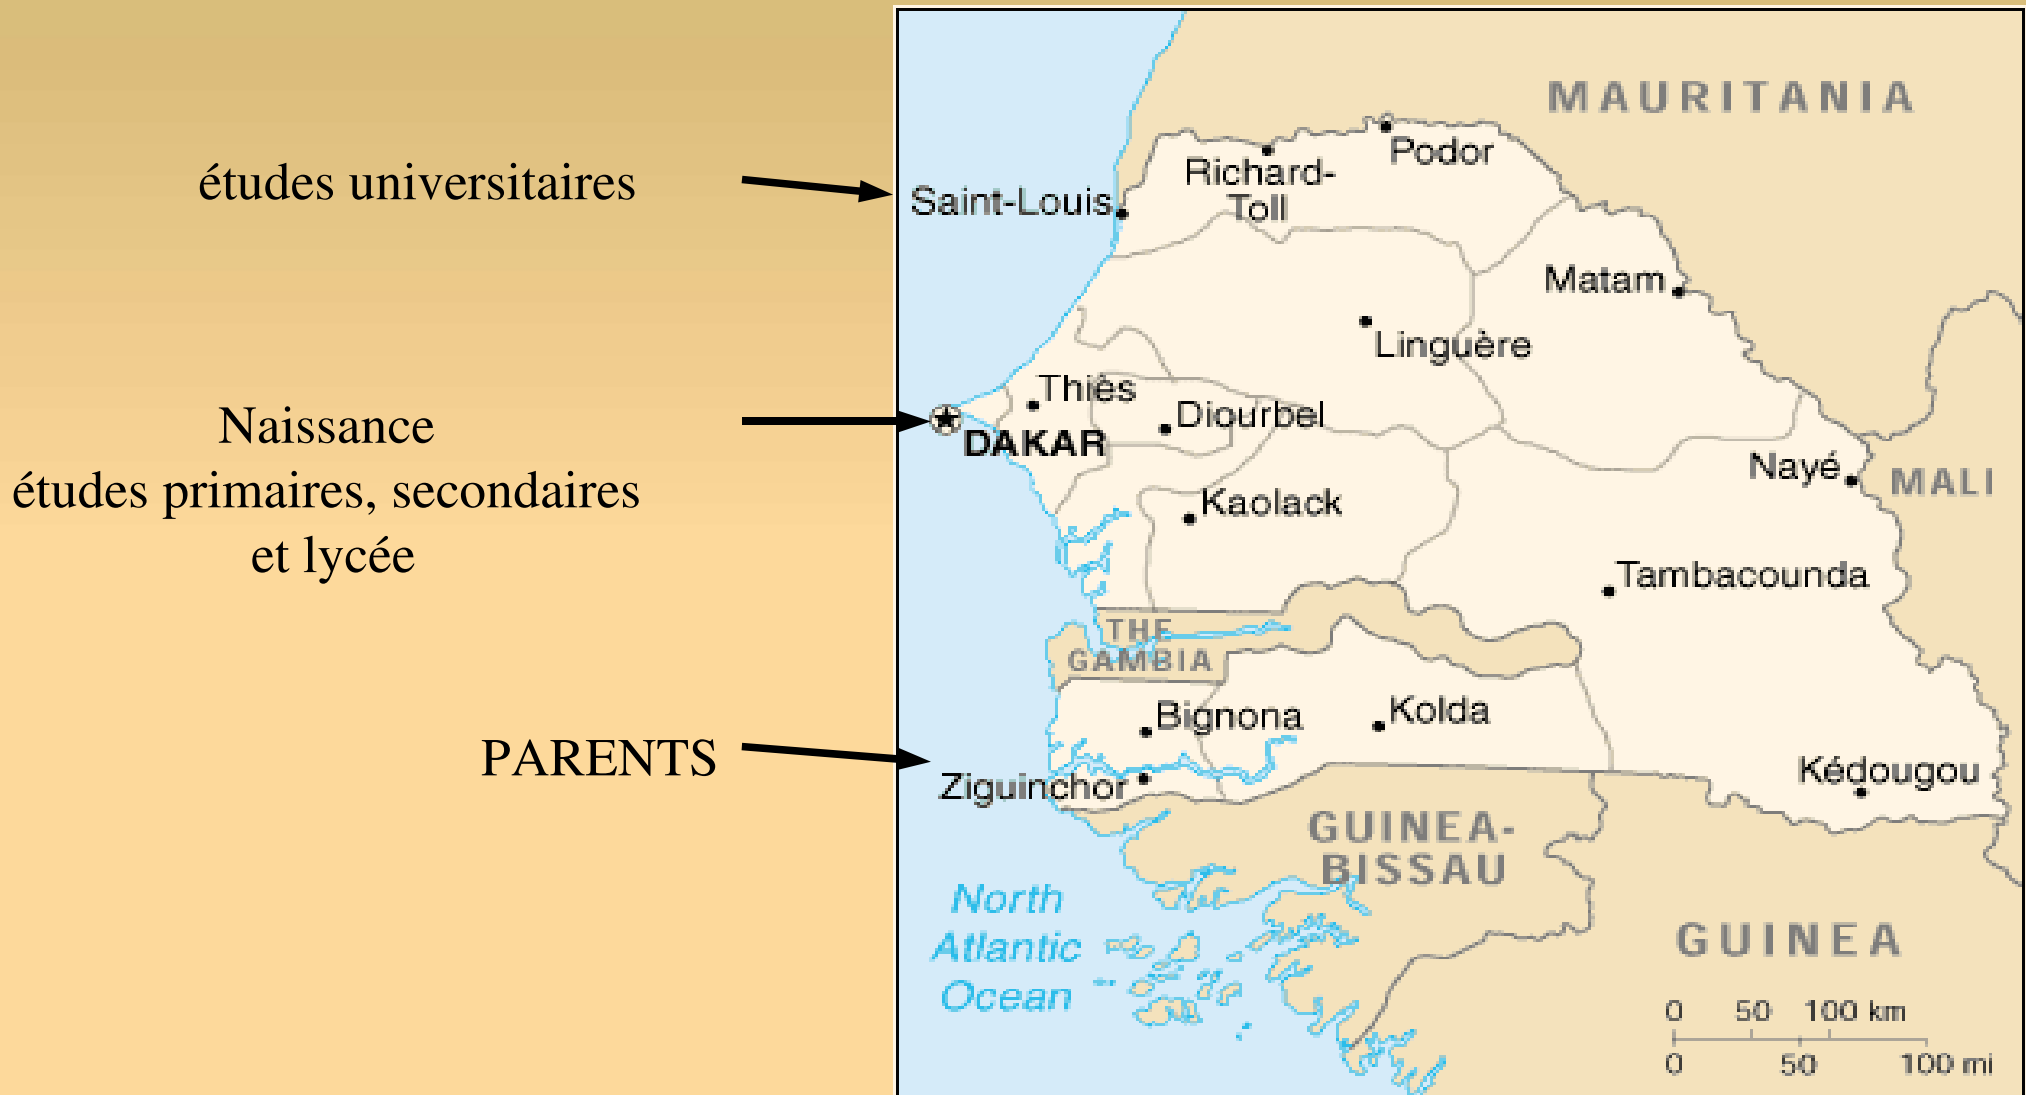 études universitaires
Naissance
études primaires, secondaires
et lycée
PARENTS
MAURITANIA
Podor
Richard-
Toll
Saint-Louis
Matam
Linguère
Thiès
Diourbel
DAKAR
Nayé
MALI
Kaolack
Tambacounda
THE
GAMBIA
Bignona
Kolda
Ziguinchor
Kédougou
GUINEA-
BISSAU
North
Atlantic
Ocean
GUINEA
0 50 100 km
0 50 100 mi